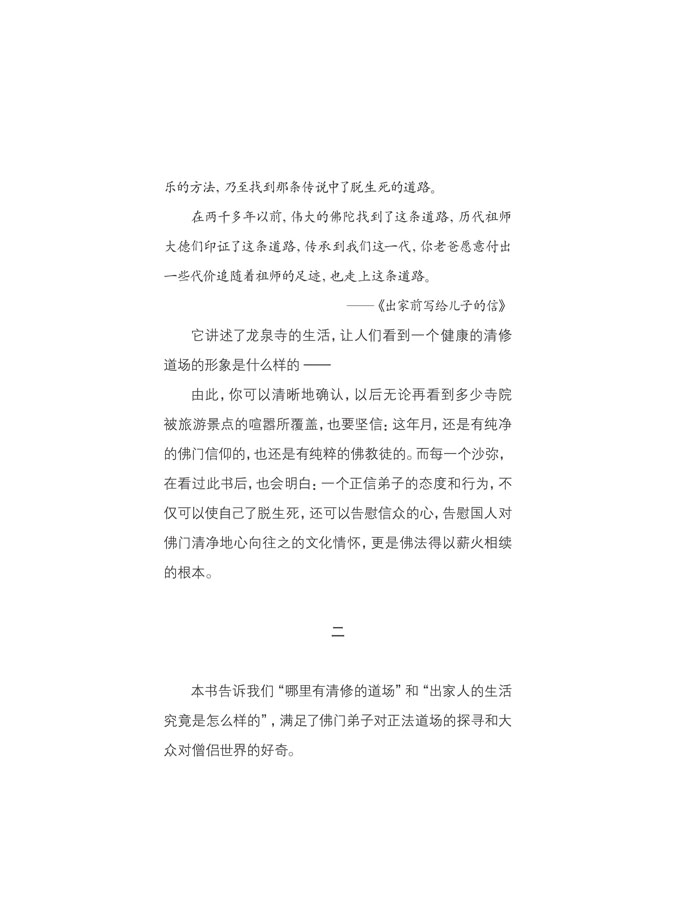 乐的方法，乃至找到那条传说中了脱生死的道路。
在两千多年以前，伟大的佛陀找到了这条道路，历代祖师
大德们印证了这条道路，传承到我们这一代，你老爸愿意付出
一些代价追随着祖师的足迹，也走上这条道路。
——《出家前写给儿子的信》
它讲述了龙泉寺的生活，让人们看到一个健康的清修
道场的形象是什么样的——
由此，你可以清晰地确认，以后无论再看到多少寺院
被旅游景点的喧嚣所覆盖，也要坚信：这年月，还是有纯净
的佛门信仰的，也还是有纯粹的佛教徒的。而每一个沙弥，
在看过此书后，也会明白：一个正信弟子的态度和行为，不
仅可以使自己了脱生死，还可以告慰信众的心，告慰国人对
佛门清净地心向往之的文化情怀，更是佛法得以薪火相续
的根本。
二
本书告诉我们“哪里有清修的道场”和“出家人的生活
究竟是怎么样的”，满足了佛门弟子对正法道场的探寻和大
众对僧侣世界的好奇。